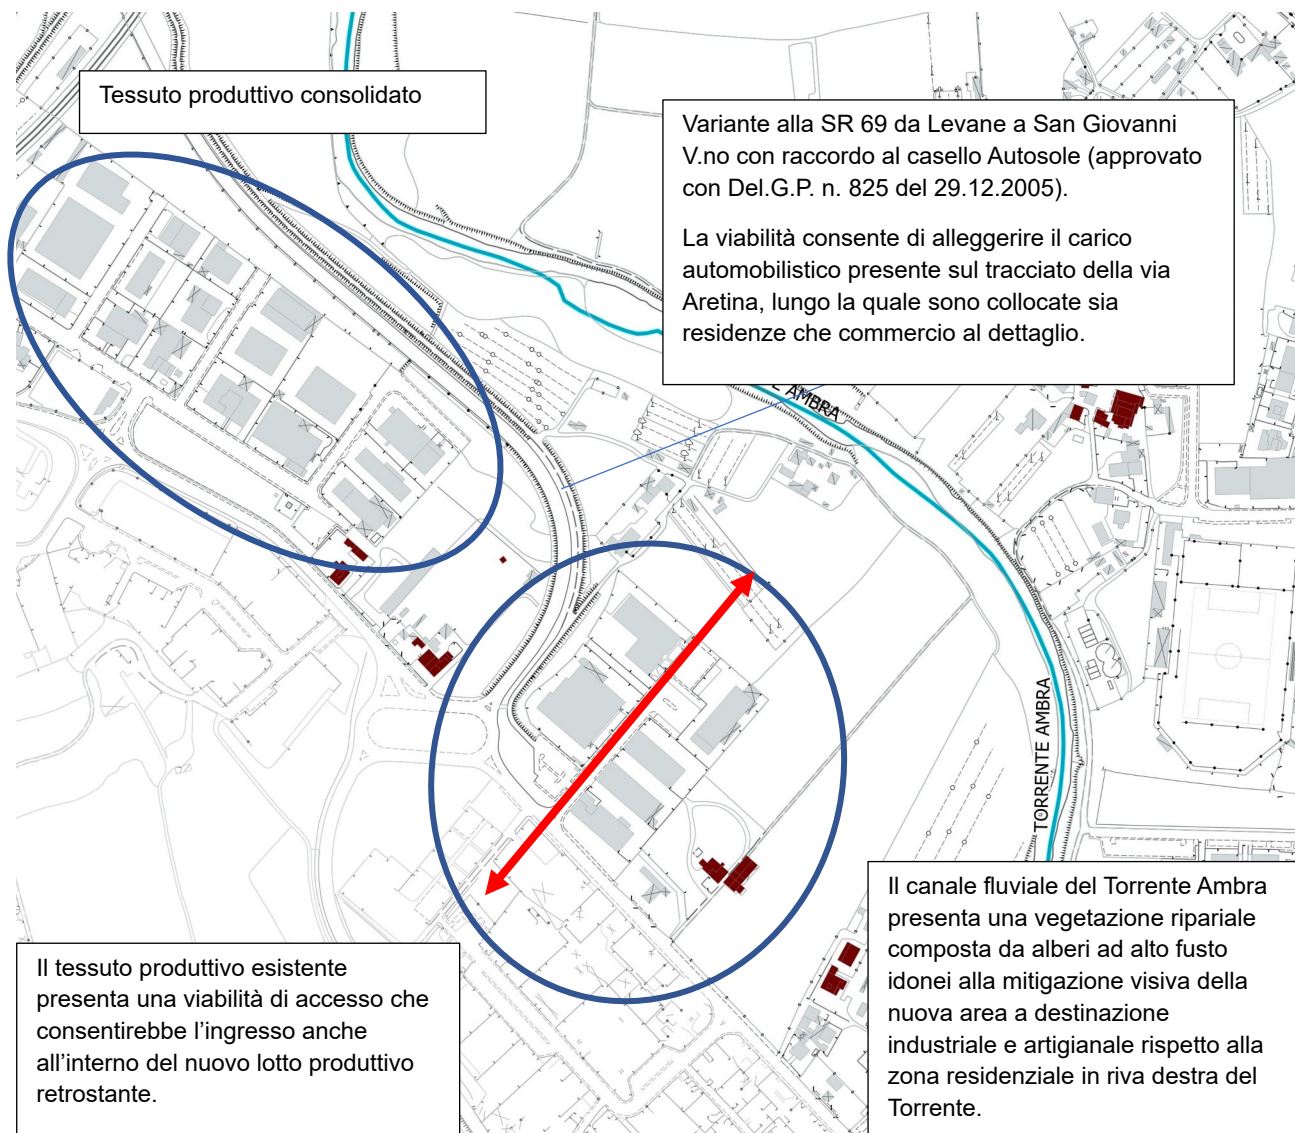 Tessuto produttivo consolidato
Variante alla SR 69 da Levane a San Giovanni
V.no con raccordo al casello Autosole (approvato
con Del.G.P. n. 825 del 29.12.2005).
La viabilità consente di alleggerire il carico
automobilistico presente sul tracciato della via
Aretina, lungo la quale sono collocate sia
residenze che commercio al dettaglio.
E AMBRA
TORRENTE AMBRA
Il tessuto produttivo esistente
presenta una viabilità di accesso che
consentirebbe l’ingresso anche
all’interno del nuovo lotto produttivo
retrostante.
Il canale fluviale del Torrente Ambra
presenta una vegetazione ripariale
composta da alberi ad alto fusto
idonei alla mitigazione visiva della
nuova area a destinazione
industriale e artigianale rispetto alla
zona residenziale in riva destra del
Torrente.